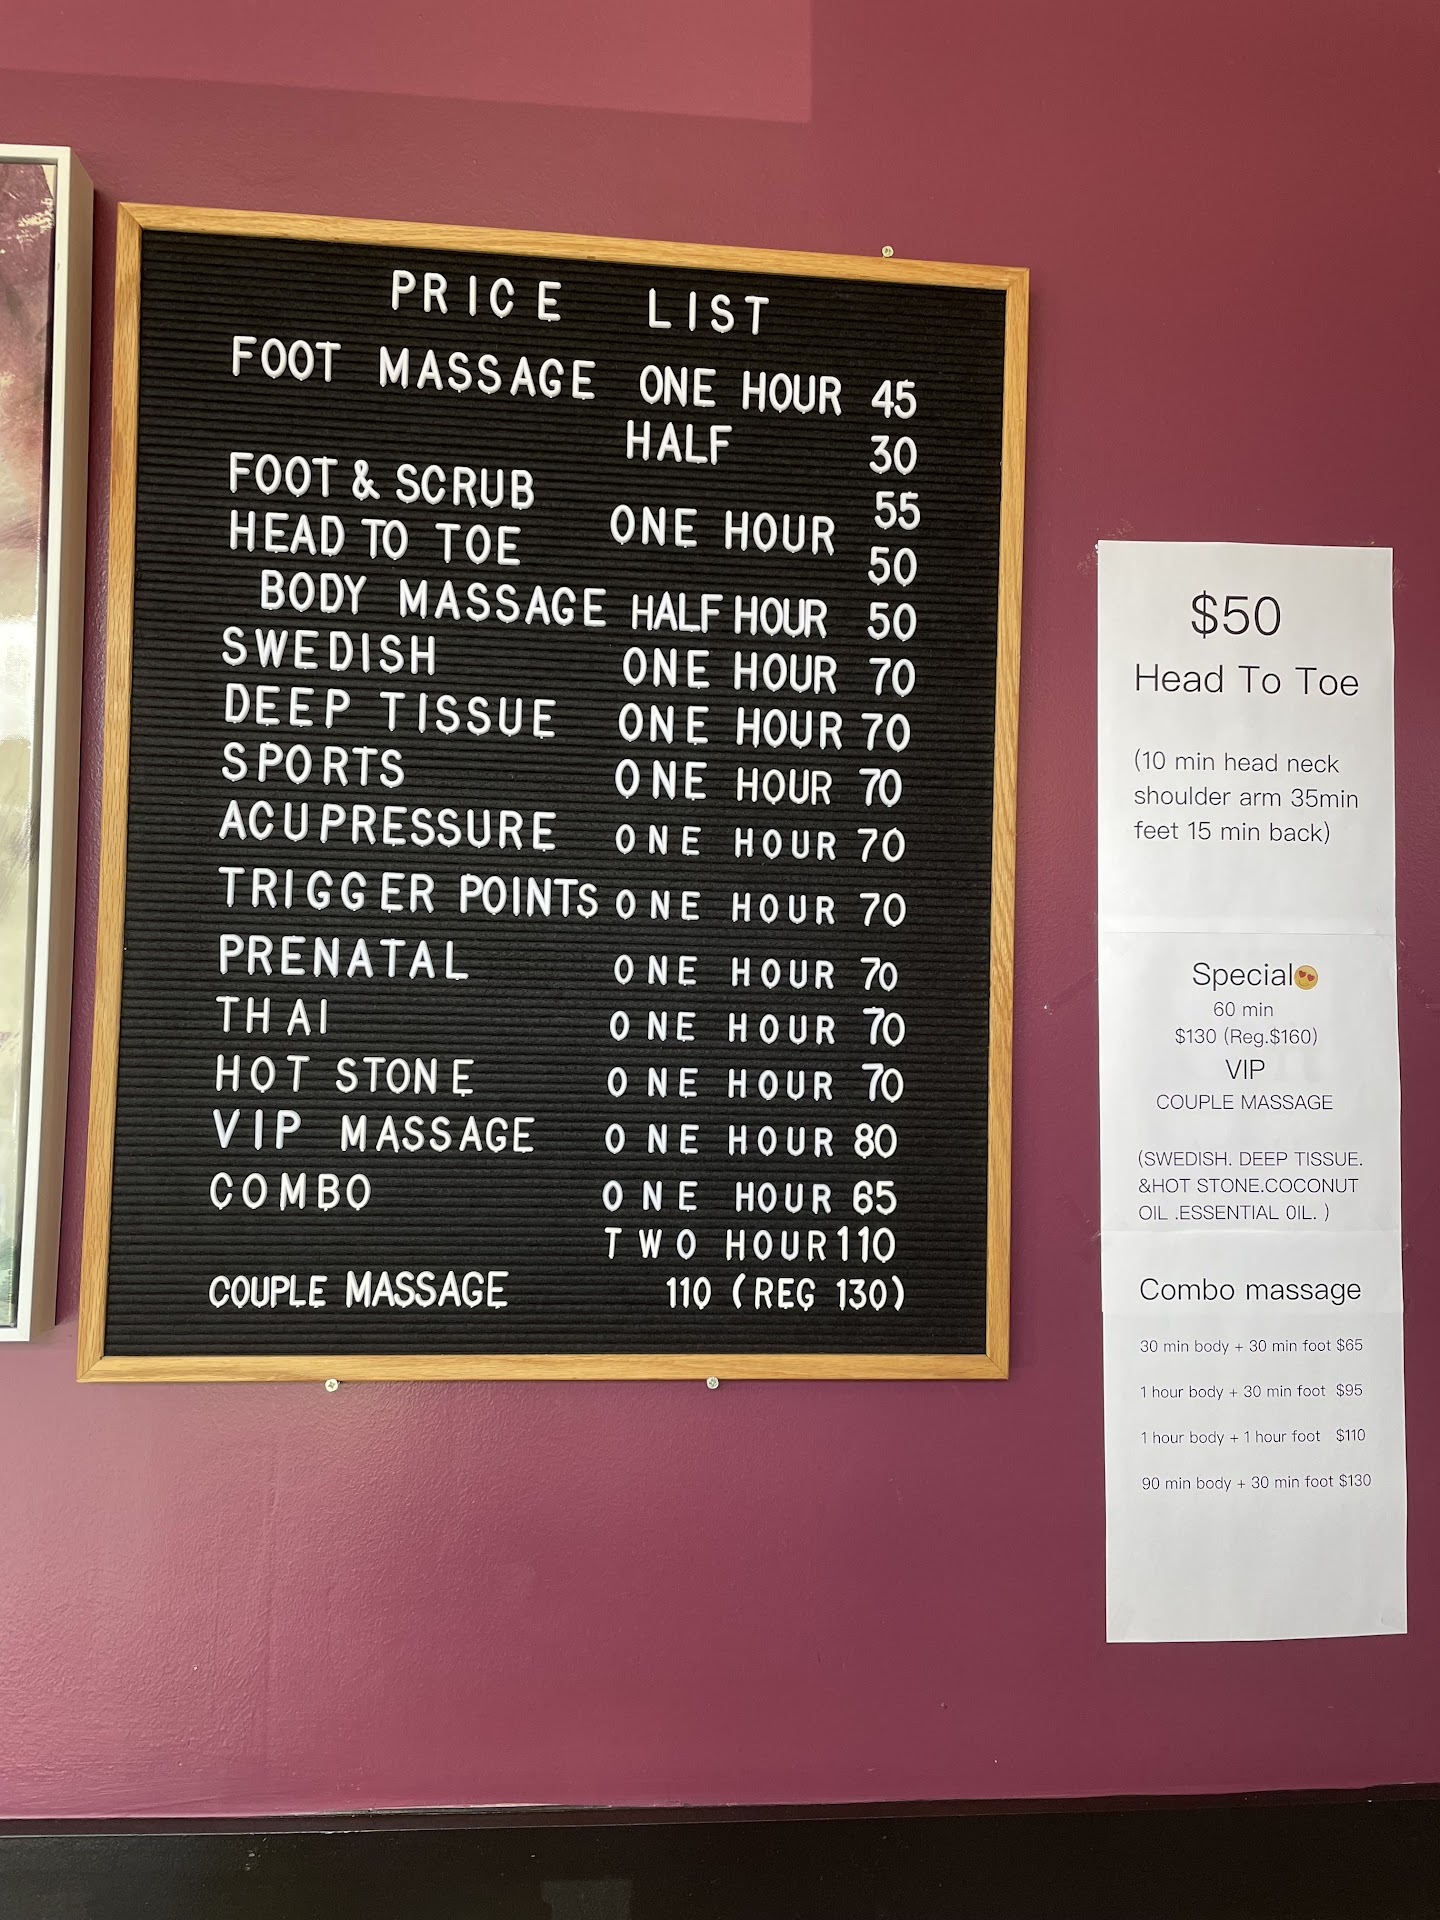 PRICE LIST
FOOT MASSAGE ONE HOUR 45
HALF 30
FOOT & SCRUB 55
HEAD TO TOE ONE HOUR 50
BODY MASSAGE HALF HOUR 50
SWEDISH ONE HOUR 70
DEEP TISSUE ONE HOUR 70
SPORTS ONE HOUR 70
ACUPRESSURE ONE HOUR 70
TRIGGER POINTS ONE HOUR 70
PRENATAL ONE HOUR 70
THAI ONE HOUR 70
HOT STONE ONE HOUR 70
VIP MASSAGE ONE HOUR 80
COMBO ONE HOUR 65
TWO HOUR 110
COUPLE MASSAGE 110 (REG 130)
$50
Head To Toe
(10 min head neck
shoulder arm 35min
feet 15 min back)
Special😍
60 min
$130 (Reg.$160)
VIP
COUPLE MASSAGE
(SWEDISH. DEEP TISSUE.
&HOT STONE.COCONUT
OIL .ESSENTIAL 0IL. )
Combo massage
30 min body + 30 min foot $65
1 hour body + 30 min foot $95
1 hour body + 1 hour foot $110
90 min body + 30 min foot $130